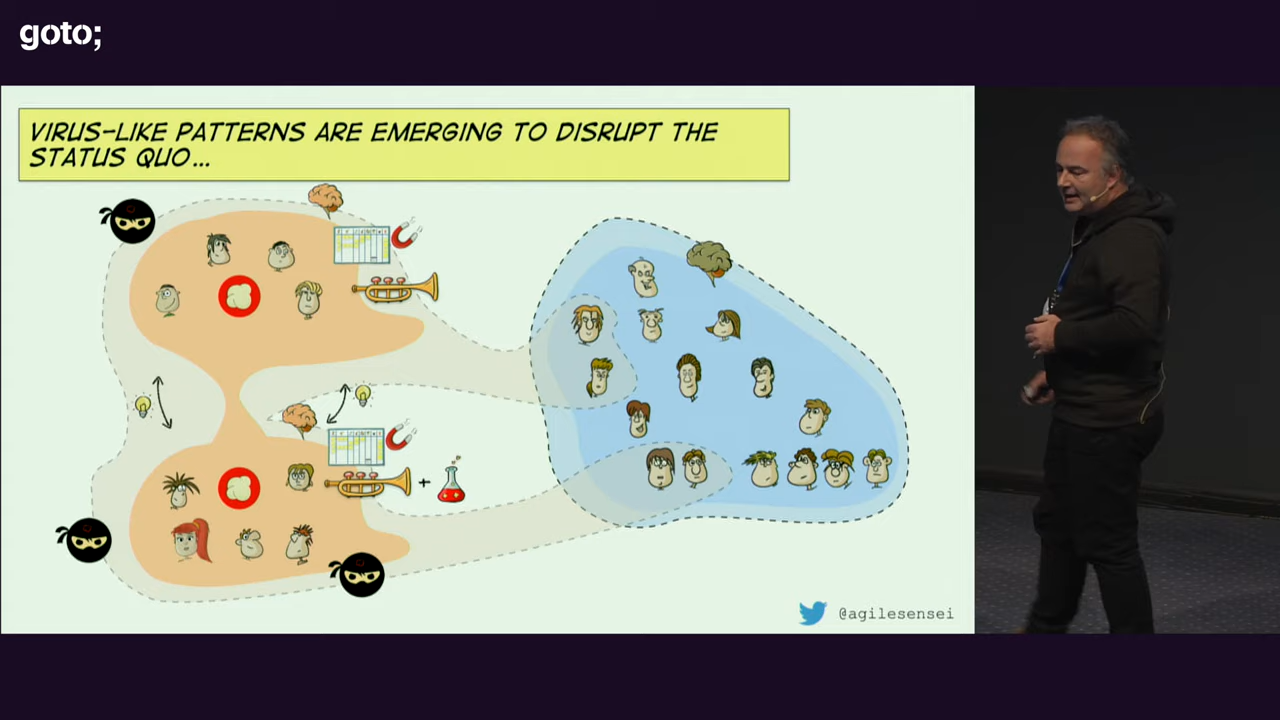 goto;
VIRUS-LIKE PATTERNS ARE EMERGING TO DISRUPT THE
STATUS QUO...
+
@agilesensei